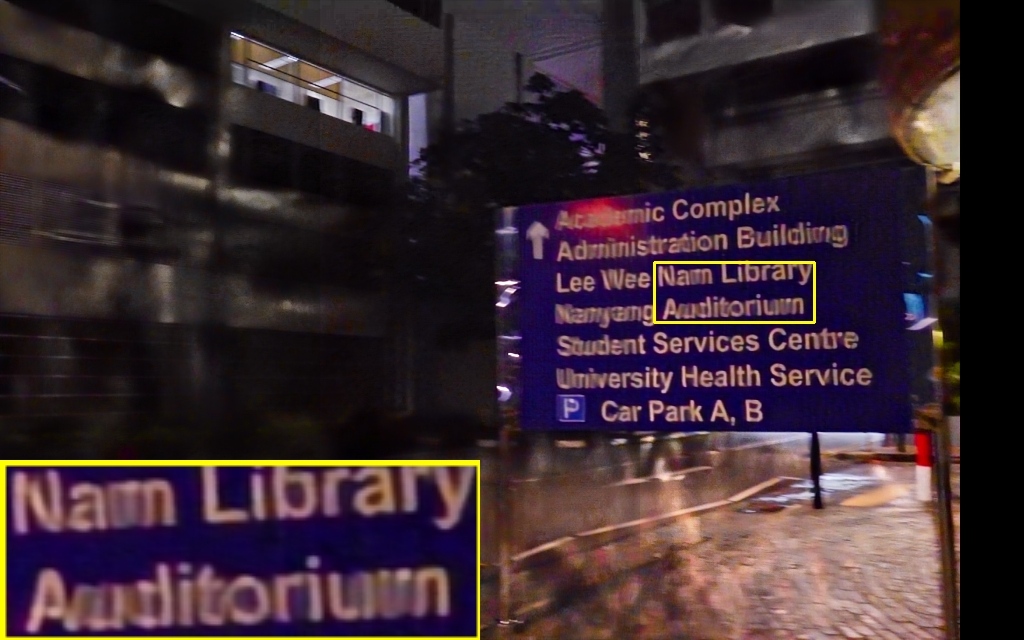 Academic Complex
Administration Building
Lee Wee Nam Library
Nanyang Auditorium
Student Services Centre
University Health Service
P Car Park A, B
Nam Library
Auditorium